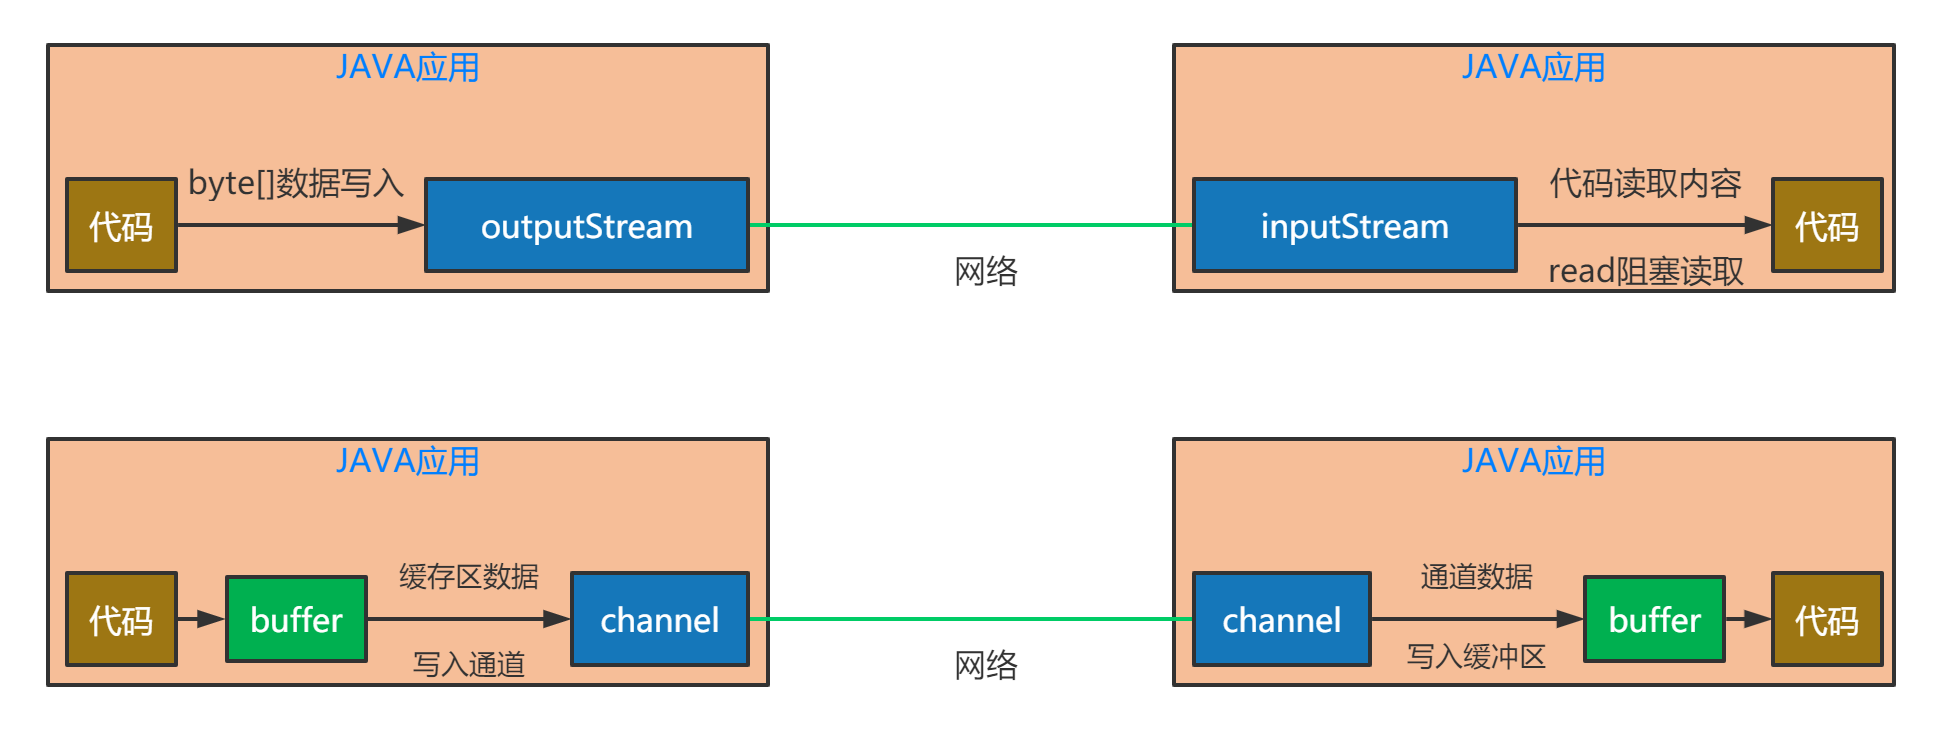 JAVA应用
JAVA应用
byte[]数据写入
代码
outputStream
网络
inputStream
代码读取内容
read阻塞读取
代码
JAVA应用
JAVA应用
代码
buffer
缓存区数据
写入通道
channel
网络
channel
通道数据
写入缓冲区
buffer
代码